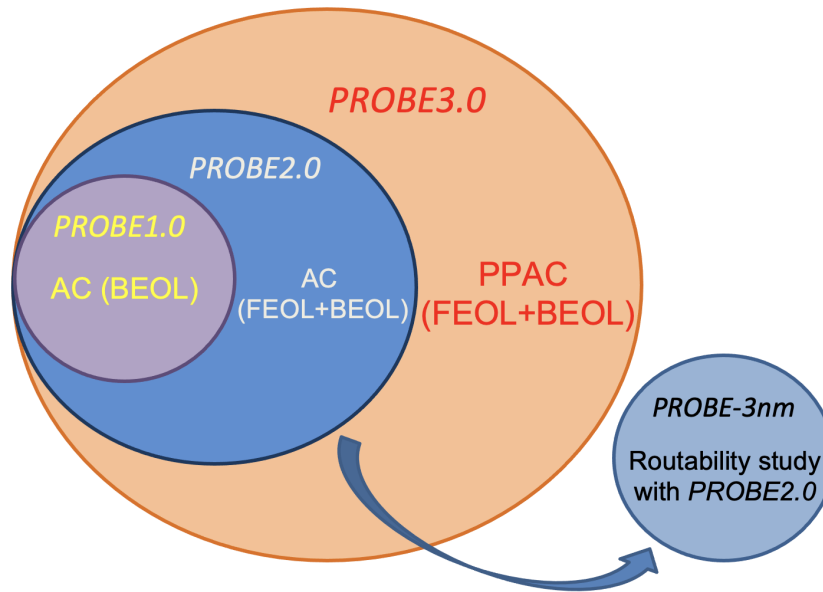 PROBE3.0
PROBE2.0
PROBE1.0
AC (BEOL)
AC
(FEOL+BEOL)
PPAC
(FEOL+BEOL)
PROBE-3nm
Routability study
with PROBE2.0